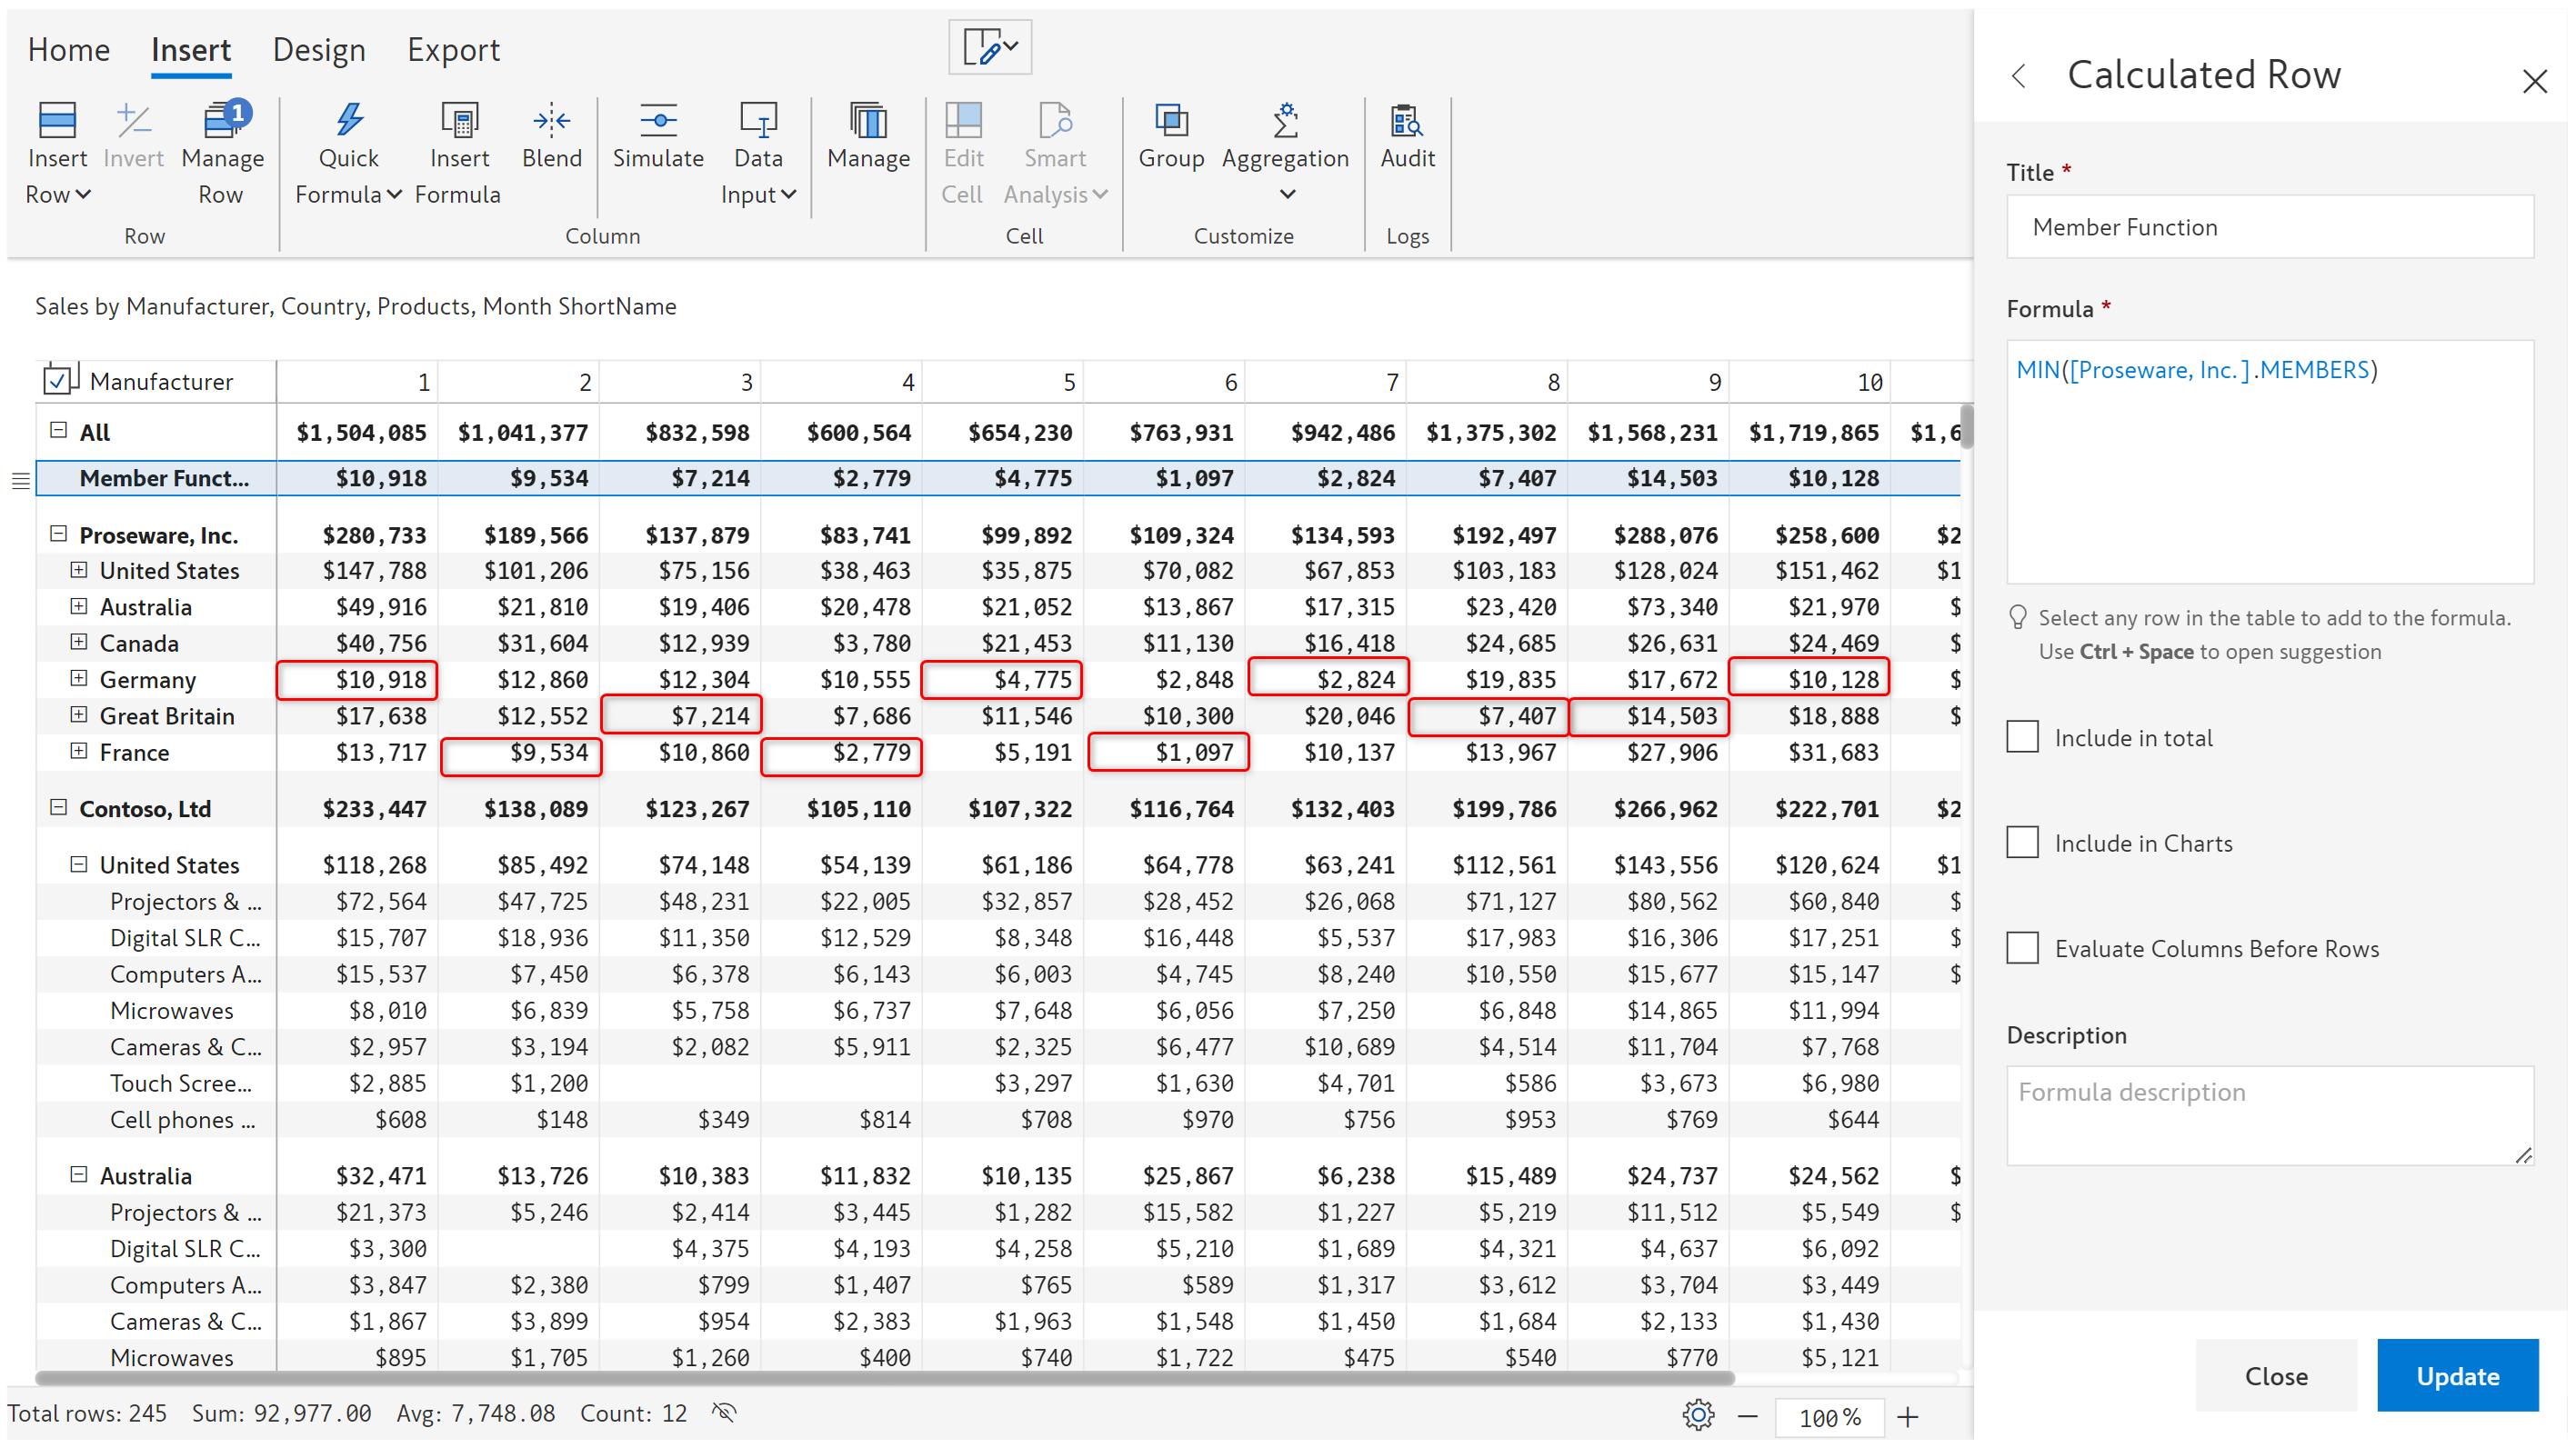 Home Insert Design Export
Insert Row
Invert
Manage Row
1
Row
Quick Formula
Insert Formula
Blend
Simulate
Data Input
Manage
Column
Edit Cell
Smart Analysis
Cell
Group
Aggregation
Customize
Audit
Logs
Sales by Manufacturer, Country, Products, Month ShortName
Manufacturer 1 2 3 4 5 6 7 8 9 10
All $1,504,085 $1,041,377 $832,598 $600,564 $654,230 $763,931 $942,486 $1,375,302 $1,568,231 $1,719,865 $1,6
Member Funct... $10,918 $9,534 $7,214 $2,779 $4,775 $1,097 $2,824 $7,407 $14,503 $10,128
Proseware, Inc. $280,733 $189,566 $137,879 $83,741 $99,892 $109,324 $134,593 $192,497 $288,076 $258,600 $2
United States $147,788 $101,206 $75,156 $38,463 $35,875 $70,082 $67,853 $103,183 $128,024 $151,462 $1
Australia $49,916 $21,810 $19,406 $20,478 $21,052 $13,867 $17,315 $23,420 $73,340 $21,970 $
Canada $40,756 $31,604 $12,939 $3,780 $21,453 $11,130 $16,418 $24,685 $26,631 $24,469 $
Germany $10,918 $12,860 $12,304 $10,555 $4,775 $2,848 $2,824 $19,835 $17,672 $10,128 $
Great Britain $17,638 $12,552 $7,214 $7,686 $11,546 $10,300 $20,046 $7,407 $14,503 $18,888 $
France $13,717 $9,534 $10,860 $2,779 $5,191 $1,097 $10,137 $13,967 $27,906 $31,683
Contoso, Ltd $233,447 $138,089 $123,267 $105,110 $107,322 $116,764 $132,403 $199,786 $266,962 $222,701 $2
United States $118,268 $85,492 $74,148 $54,139 $61,186 $64,778 $63,241 $112,561 $143,556 $120,624 $1
Projectors & ... $72,564 $47,725 $48,231 $22,005 $32,857 $28,452 $26,068 $71,127 $80,562 $60,840 $
Digital SLR C... $15,707 $18,936 $11,350 $12,529 $8,348 $16,448 $5,537 $17,983 $16,306 $17,251 $
Computers A... $15,537 $7,450 $6,378 $6,143 $6,003 $4,745 $8,240 $10,550 $15,677 $15,147 $
Microwaves $8,010 $6,839 $5,758 $6,737 $7,648 $6,056 $7,250 $6,848 $14,865 $11,994
Cameras & C... $2,957 $3,194 $2,082 $5,911 $2,325 $6,477 $10,689 $4,514 $11,704 $7,768
Touch Scree... $2,885 $1,200 $3,297 $1,630 $4,701 $586 $3,673 $6,980
Cell phones ... $608 $148 $349 $814 $708 $970 $756 $953 $769 $644
Australia $32,471 $13,726 $10,383 $11,832 $10,135 $25,867 $6,238 $15,489 $24,737 $24,562 $
Projectors & ... $21,373 $5,246 $2,414 $3,445 $1,282 $15,582 $1,227 $5,219 $11,512 $5,549 $
Digital SLR C... $3,300 $4,375 $4,193 $4,258 $5,210 $1,689 $4,321 $4,637 $6,092
Computers A... $3,847 $2,380 $799 $1,407 $765 $589 $1,317 $3,612 $3,704 $3,449
Cameras & C... $1,867 $3,899 $954 $2,383 $1,963 $1,548 $1,450 $1,684 $2,133 $1,430
Microwaves $895 $1,705 $1,260 $400 $740 $1,722 $475 $540 $770 $5,121
Total rows: 245 Sum: 92,977.00 Avg: 7,748.08 Count: 12
100 %
Calculated Row
Title *
Member Function
Formula *
MIN([Proseware, Inc.].MEMBERS)
Select any row in the table to add to the formula.
Use Ctrl + Space to open suggestion
Include in total
Include in Charts
Evaluate Columns Before Rows
Description
Formula description
Close Update